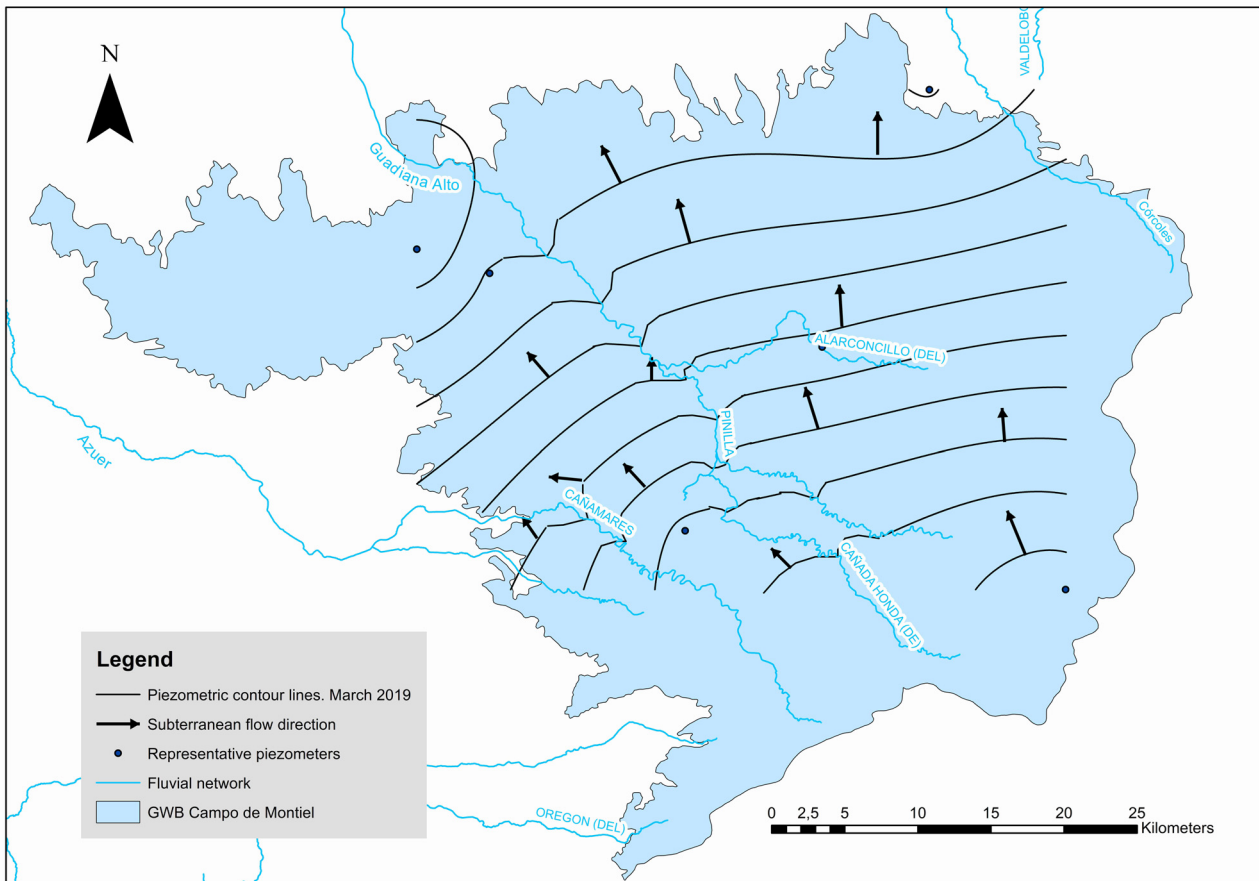 N
VALDELOBO
Guadiana Alto
Córcoles
ALARONCILLO (DEL)
PINILLA
Azuer
CAÑAMARES
CAÑADA HONDA (DE)
Legend
Piezometric contour lines. March 2019
Subterranean flow direction
Representative piezometers
Fluvial network
GWB Campo de Montiel
OREGON (DEL)
0 2,5 5 10 15 20 25
Kilometers